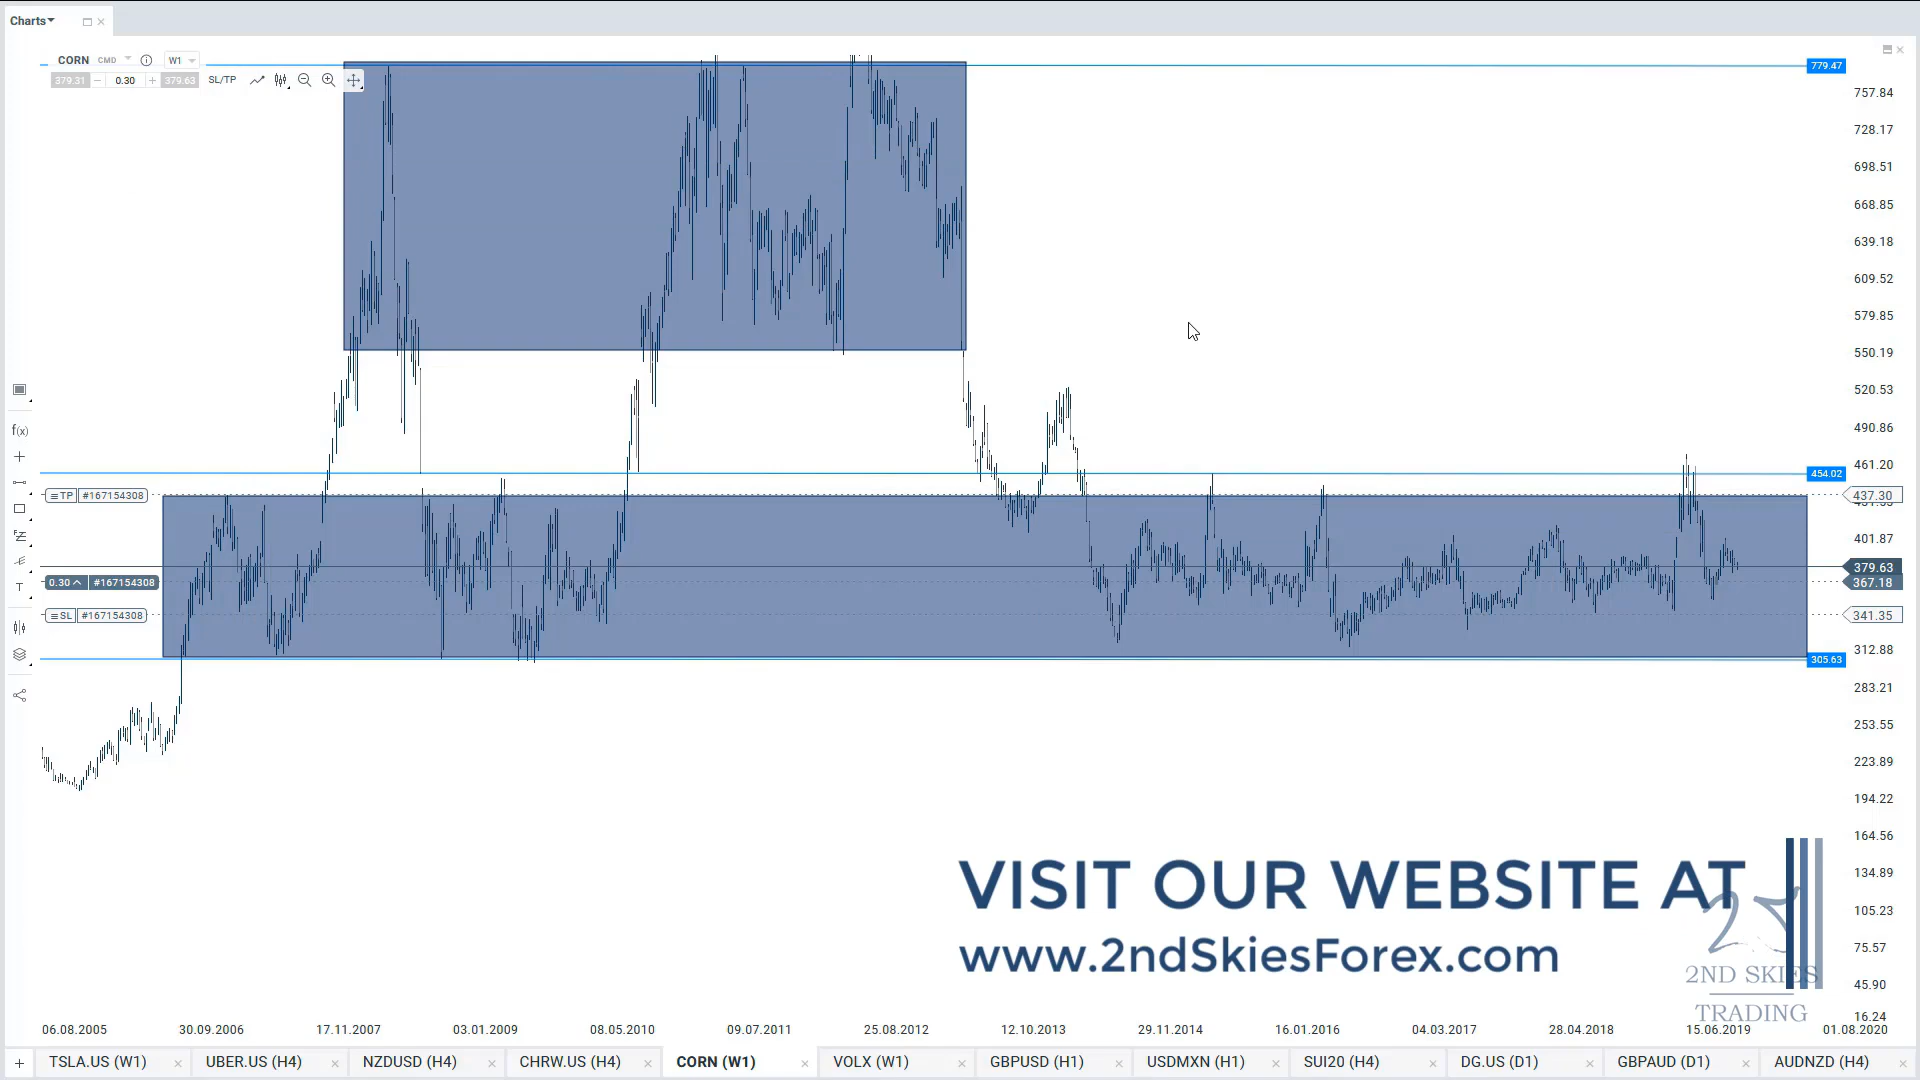 Charts
CORN CMD W1
379.31 0.30 379.63 SL/TP
779.47
757.84
728.17
698.51
668.85
639.18
609.52
579.85
550.19
520.53
490.86
461.20
454.02
TP #167154308
437.30
401.87
379.63
0.30 #167154308
367.18
SL #167154308
341.35
312.88
305.63
283.21
253.55
223.89
194.22
164.56
134.89
105.23
75.57
45.90
16.24
f(x)
T
VISIT OUR WEBSITE AT
www.2ndSkiesForex.com
2ND SKIES
TRADING
06.08.2005 30.09.2006 17.11.2007 03.01.2009 08.05.2010 09.07.2011 25.08.2012 12.10.2013 29.11.2014 16.01.2016 04.03.2017 28.04.2018 15.06.2019 01.08.2020
+ TSLA.US (W1) UBER.US (H4) NZDUSD (H4) CHRW.US (H4) CORN (W1) VOLX (W1) GBPUSD (H1) USDMXN (H1) SUI20 (H4) DG.US (D1) GBPAUD (D1) AUDNZD (H4)